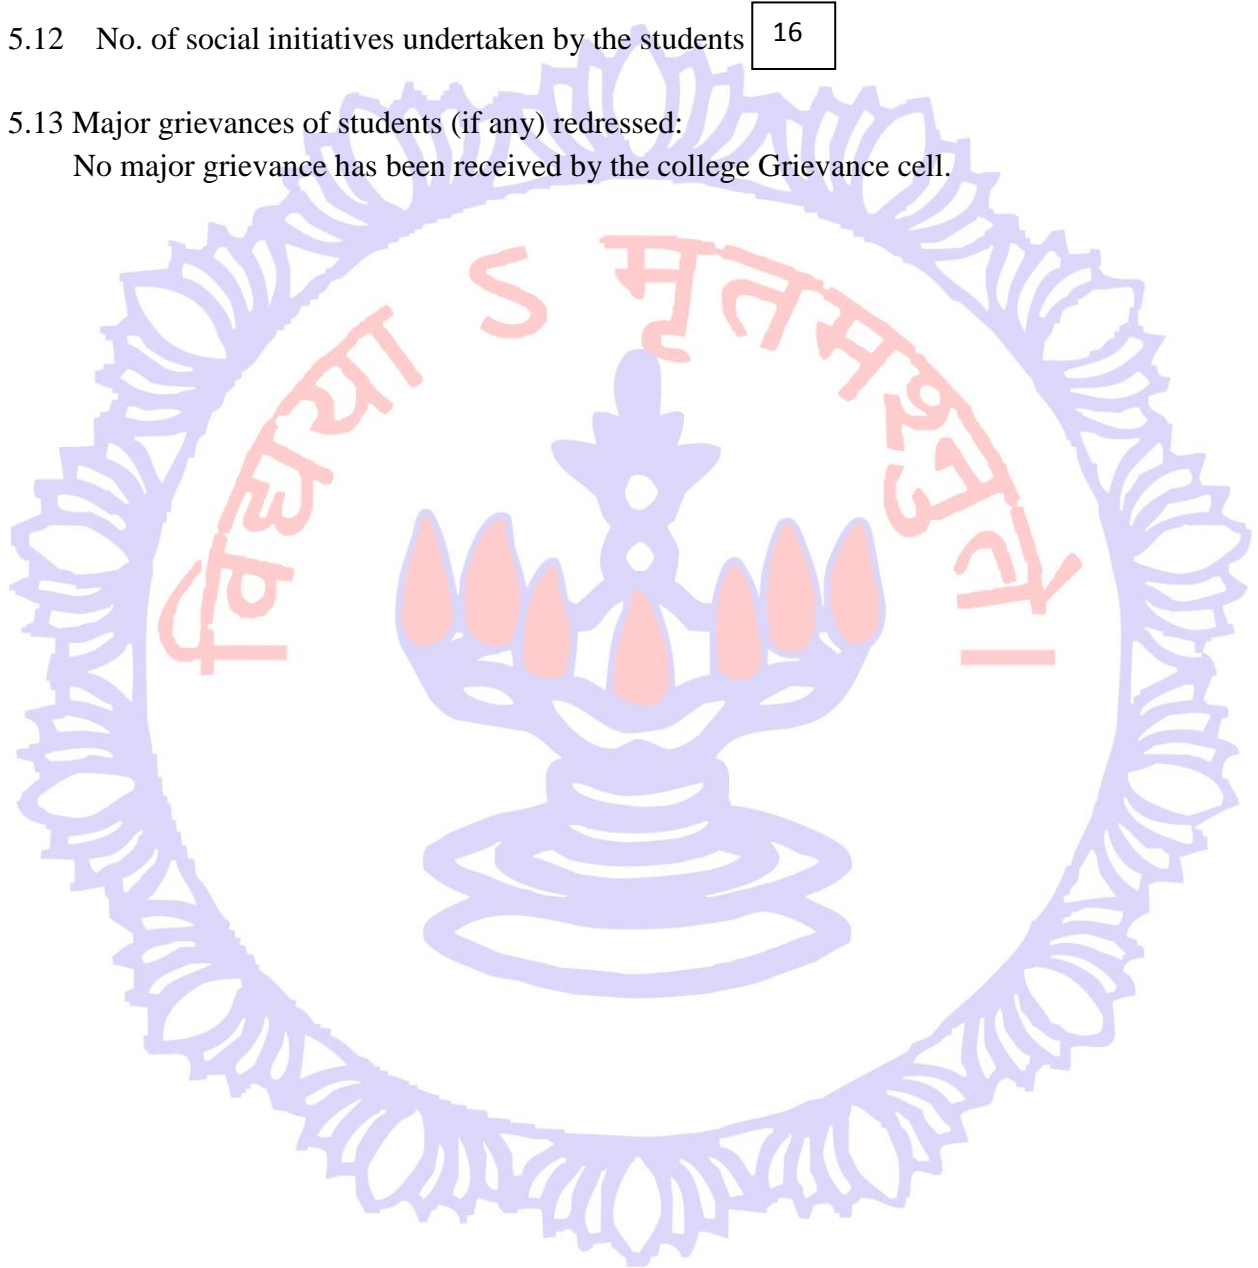 5.12 No. of social initiatives undertaken by the students 16
5.13 Major grievances of students (if any) redressed:
No major grievance has been received by the college Grievance cell.
विद्यया ऽ मृतमश्नुते ।